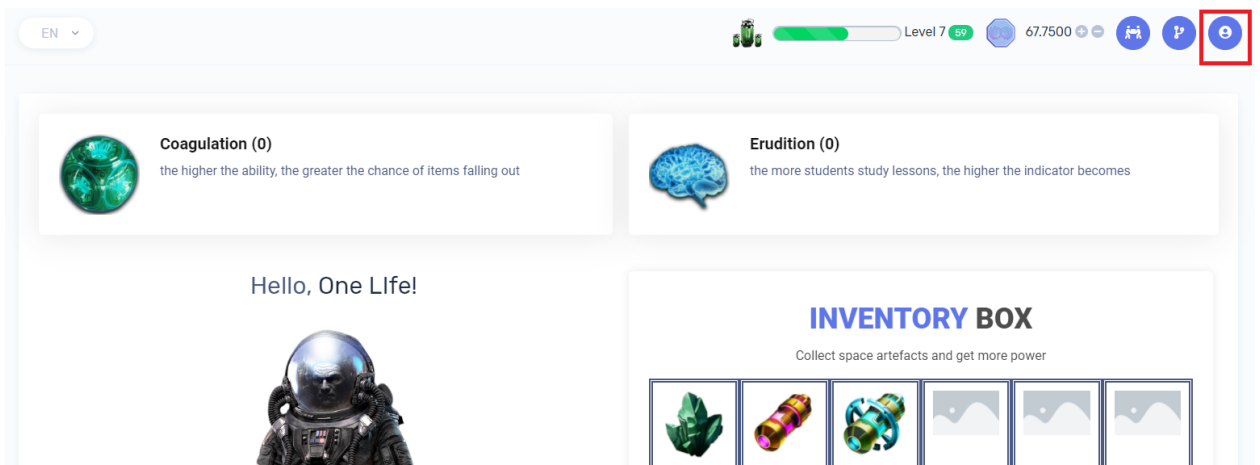 EN
Level 7 59
67.7500
Coagulation (0)
the higher the ability, the greater the chance of items falling out
Erudition (0)
the more students study lessons, the higher the indicator becomes
Hello, One LIfe!
INVENTORY BOX
Collect space artefacts and get more power